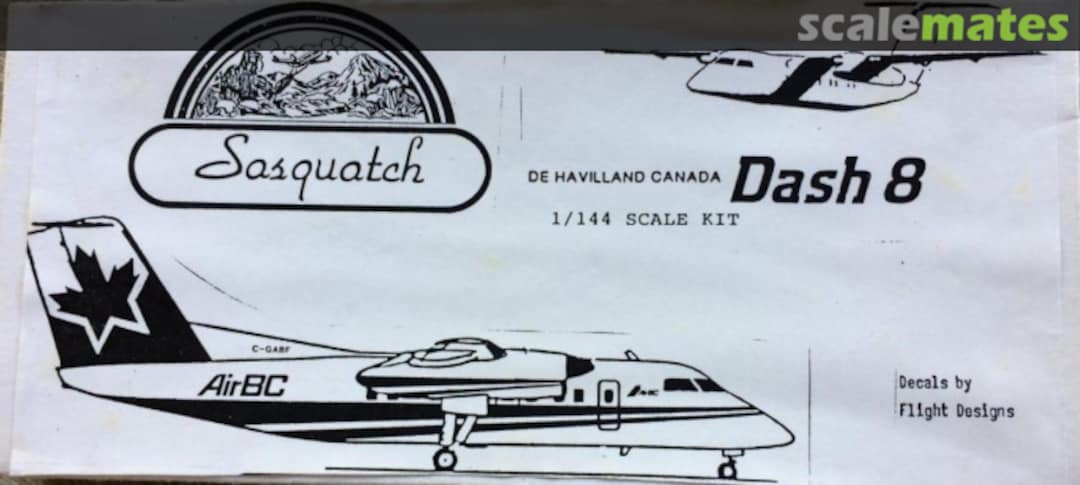 scalemates
Sasquatch
DE HAVILLAND CANADA Dash 8
1/144 SCALE KIT
C-GABF
AirBC
Decals by
Flight Designs